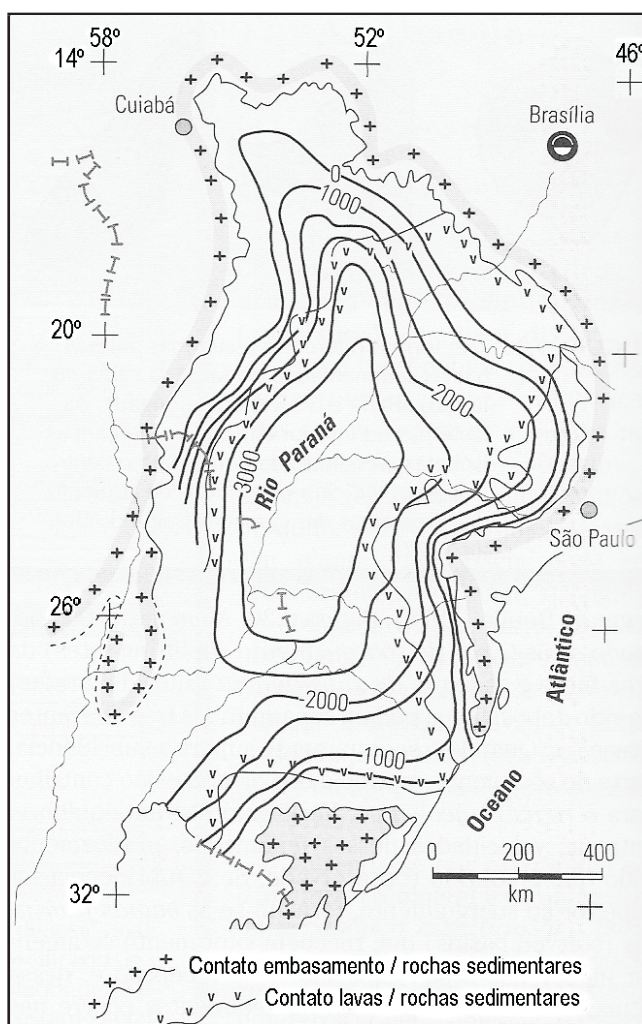 58º
52º
46º
14º
Cuiabá
Brasília
0
1000
20º
2000
3000
Rio Paraná
São Paulo
26º
Atlântico
-2000
1000
Oceano
0 200 400
km
32º
Contato embasamento / rochas sedimentares
Contato lavas / rochas sedimentares